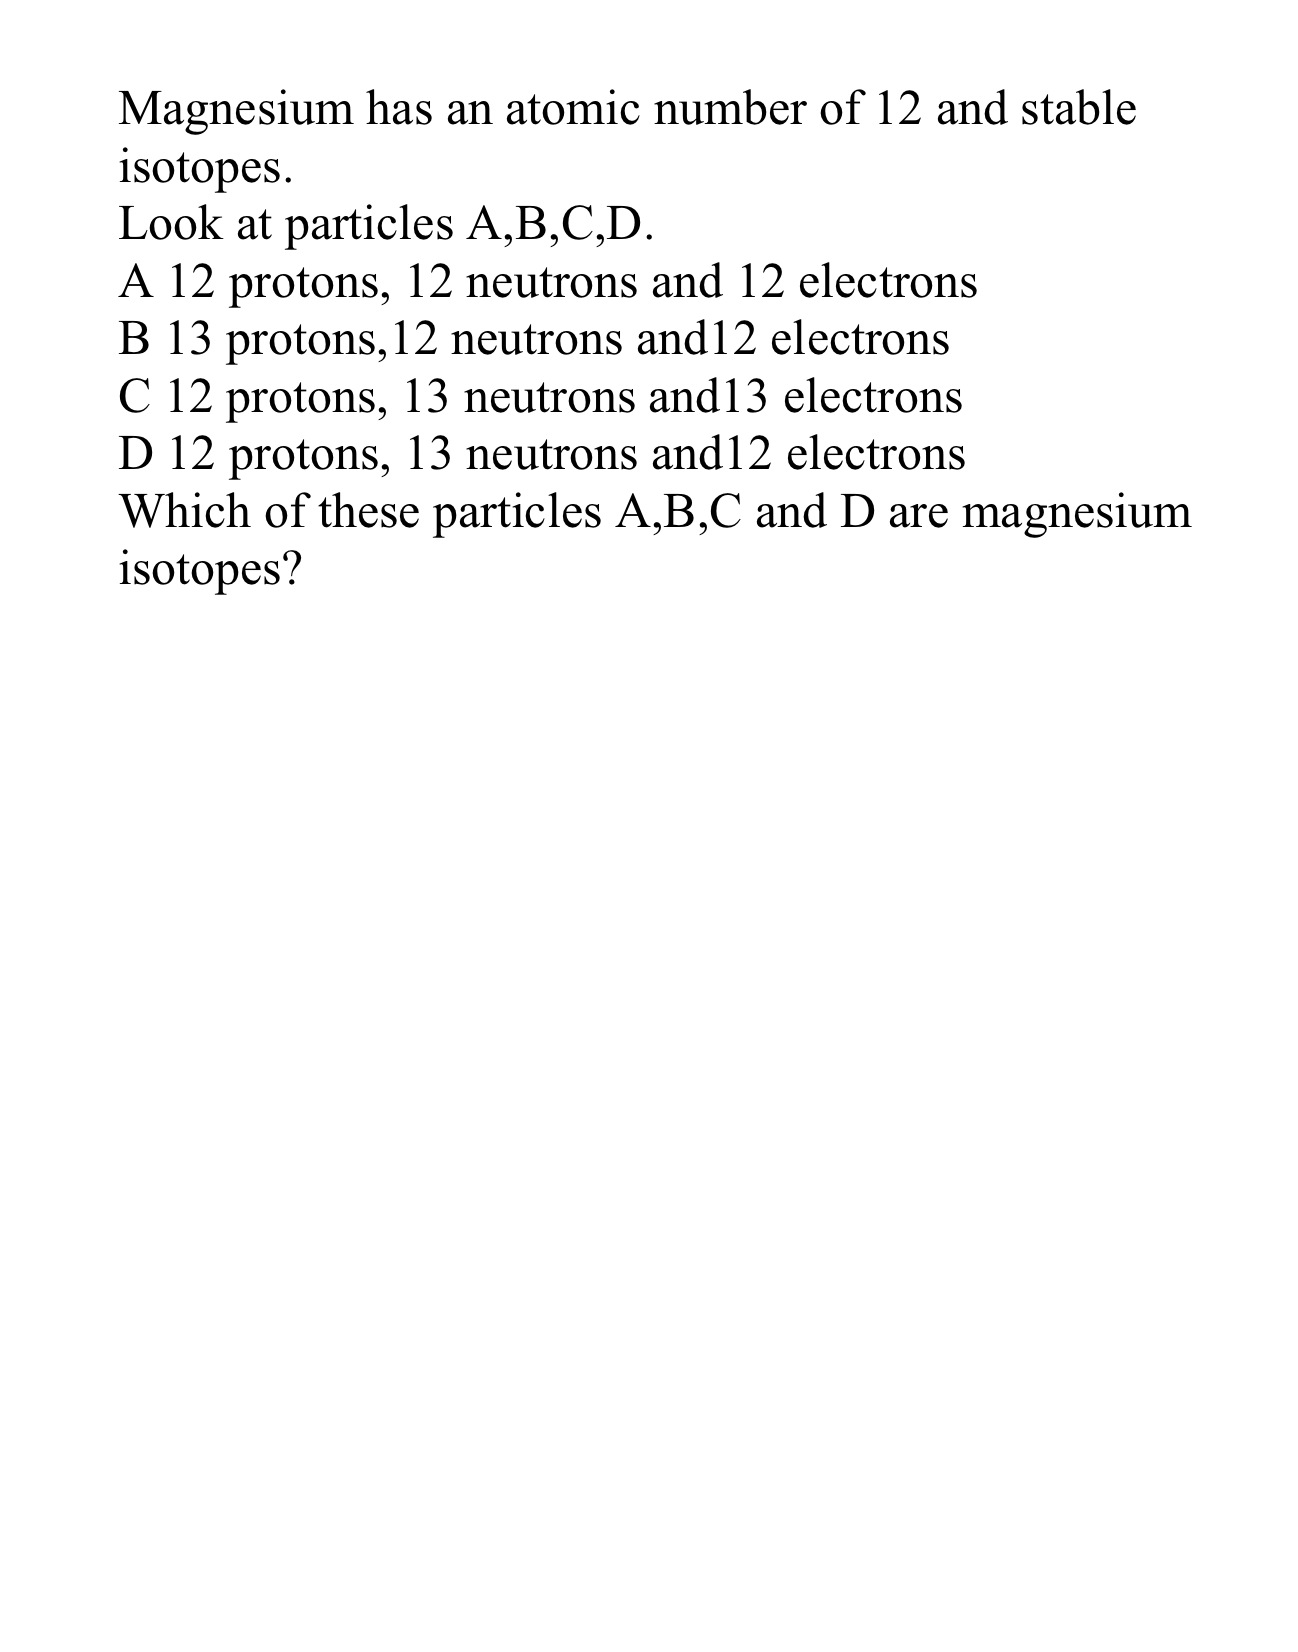 Magnesium has an atomic number of 12 and stable
isotopes.
Look at particles A,B,C,D.
A 12 protons, 12 neutrons and 12 electrons
B 13 protons,12 neutrons and12 electrons
C 12 protons, 13 neutrons and13 electrons
D 12 protons, 13 neutrons and12 electrons
Which of these particles A,B,C and D are magnesium
isotopes?